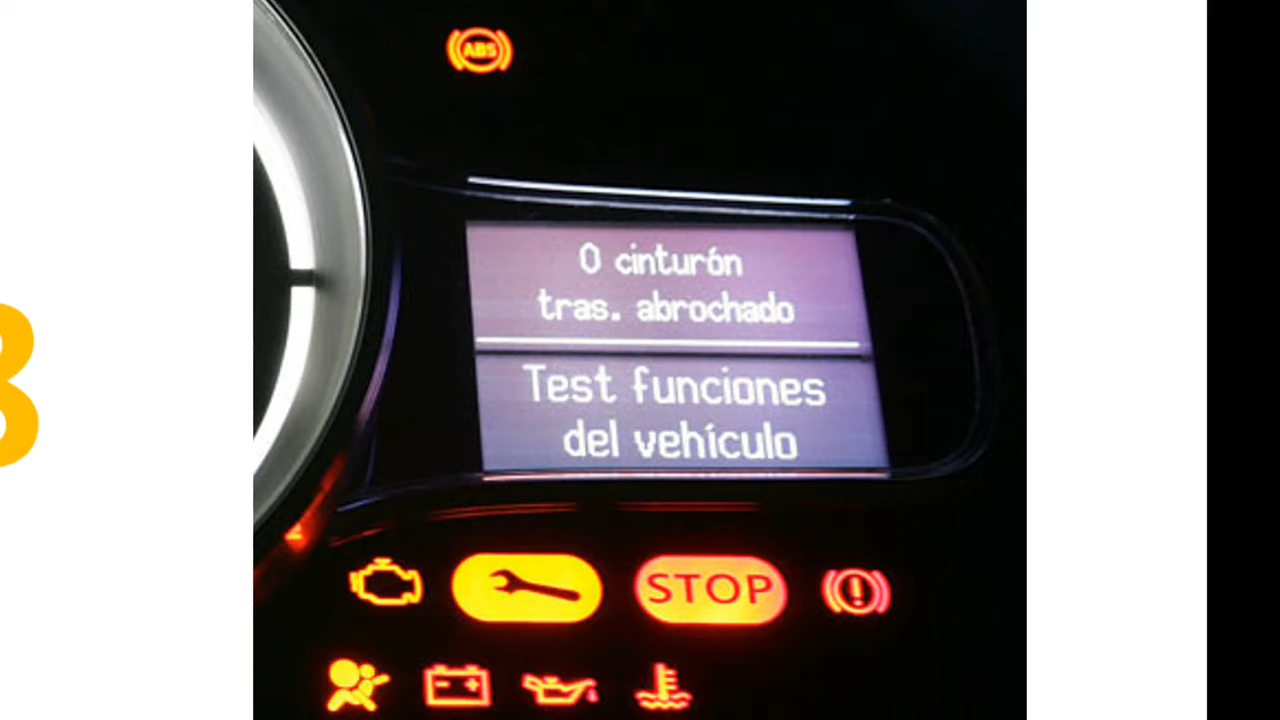 ABS
0 cinturón
tras. abrochado
Test funciones
del vehículo
STOP